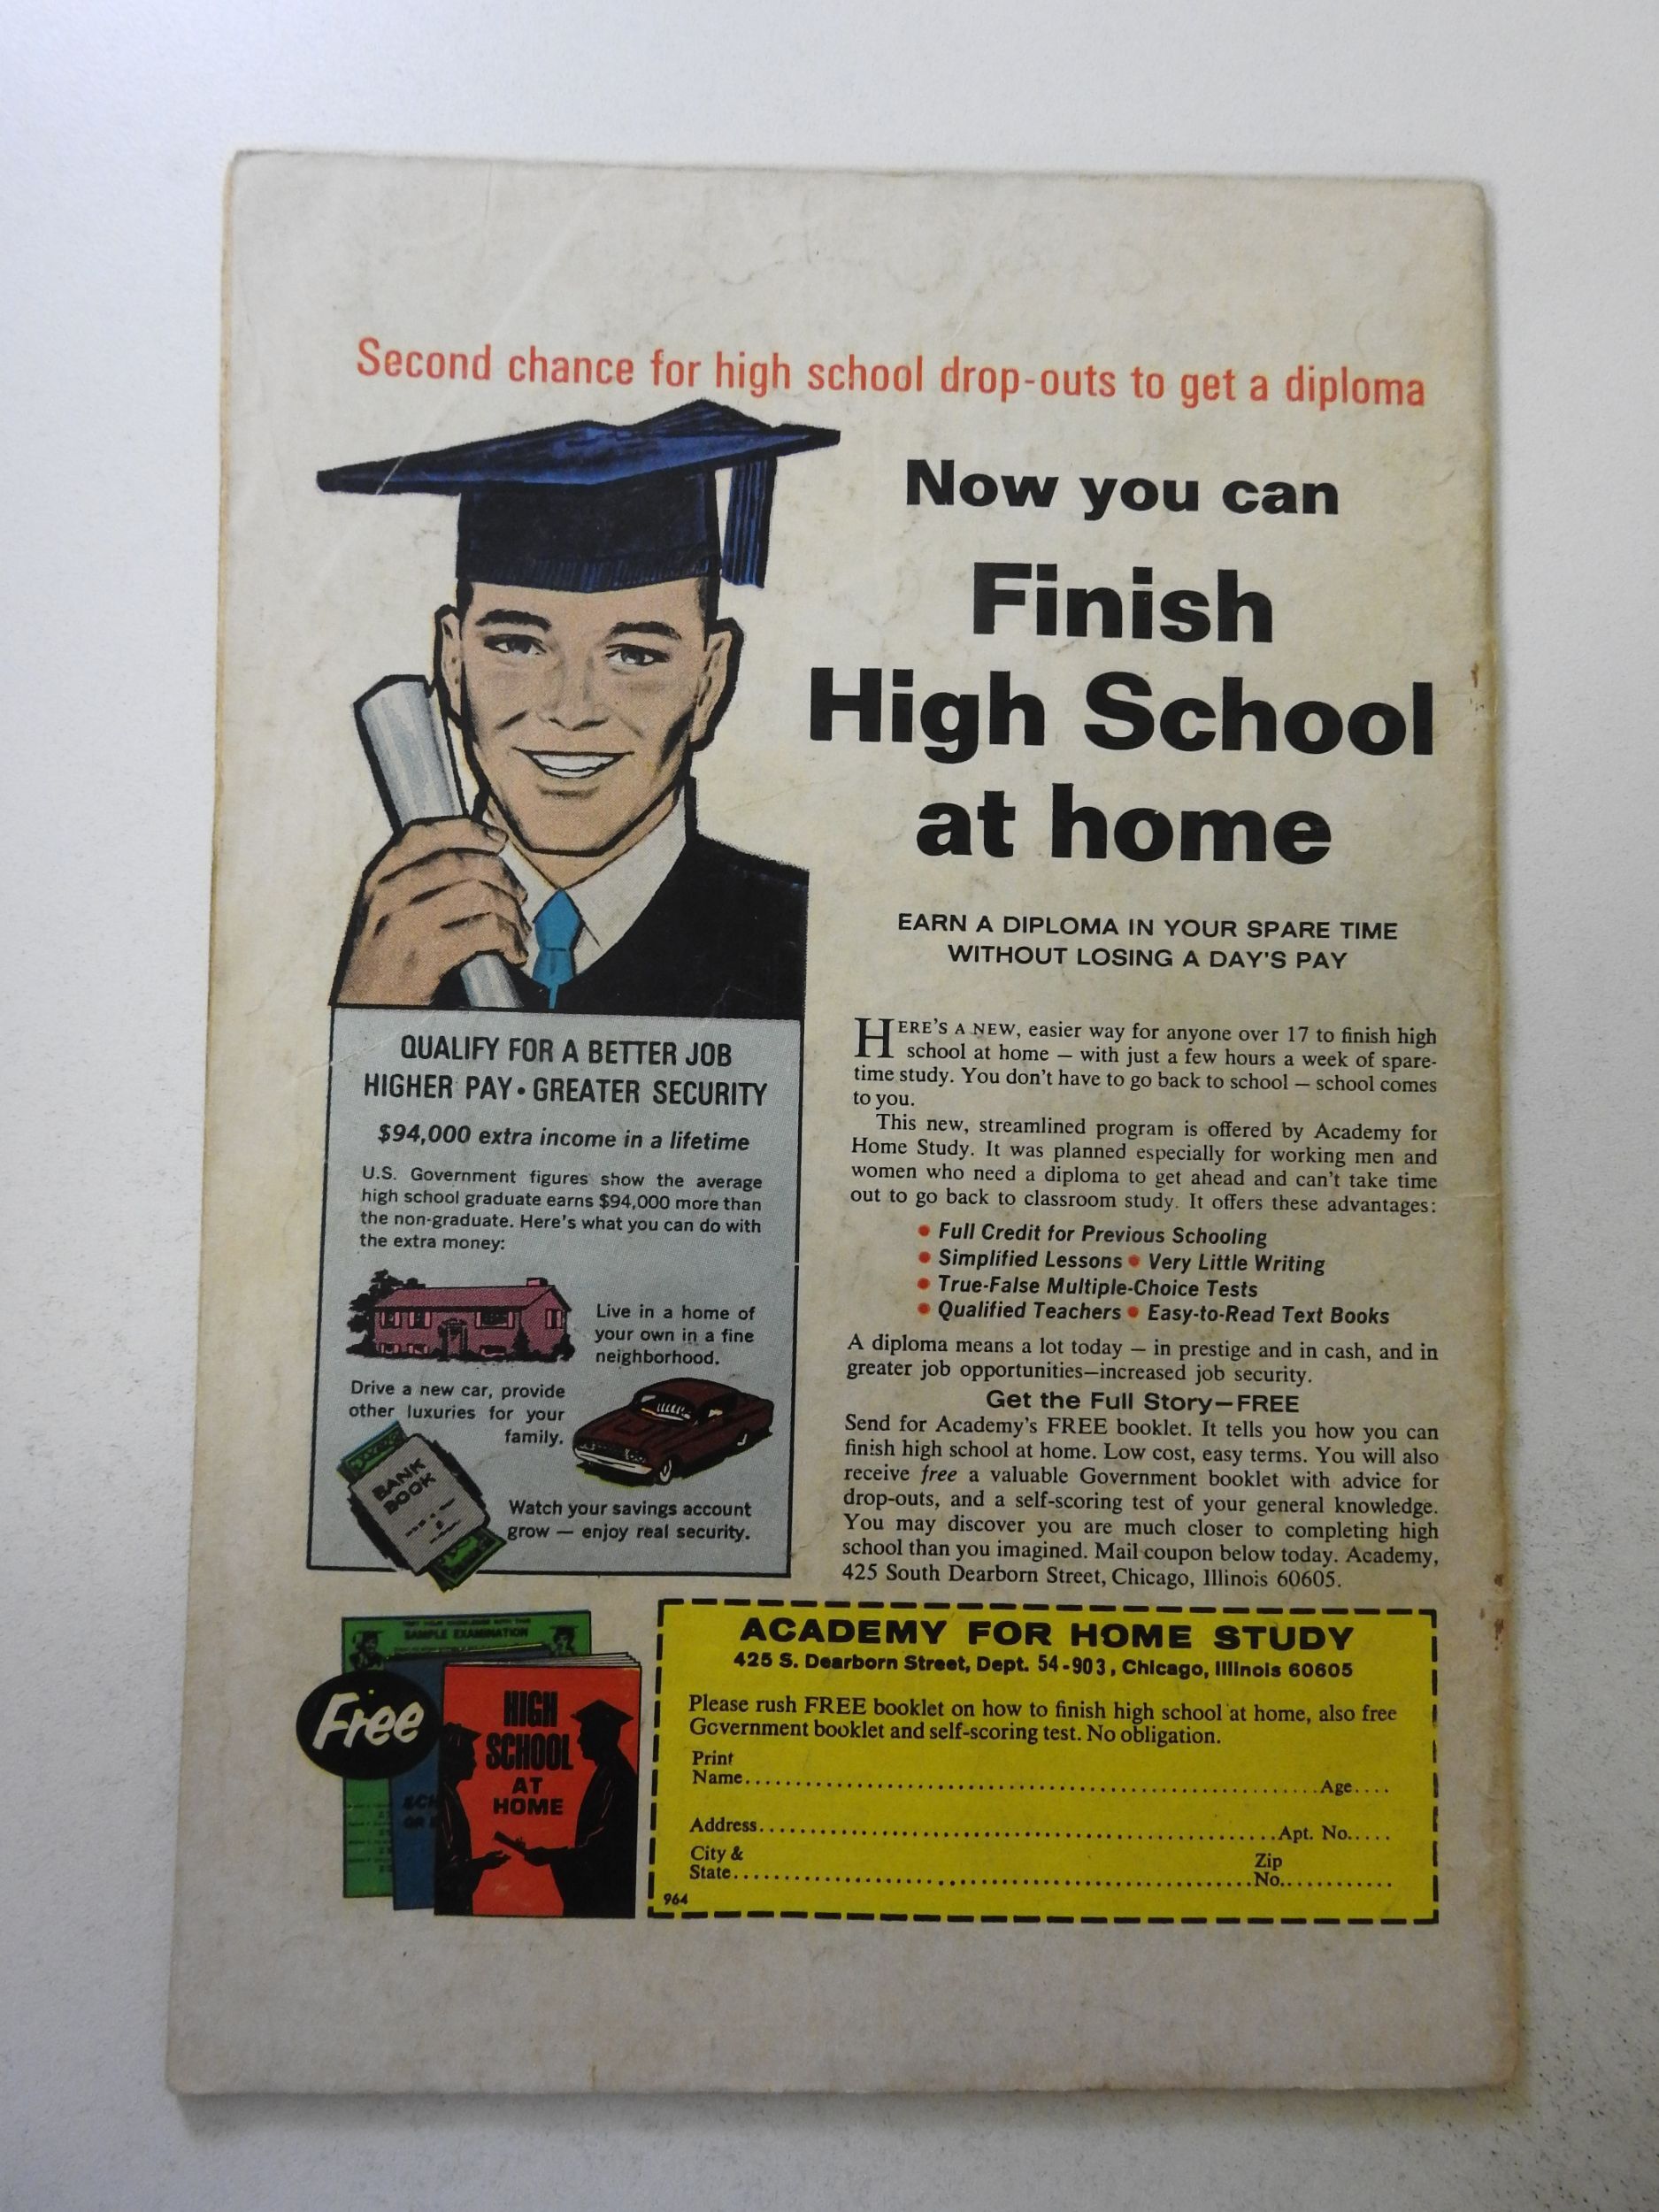 Second chance for high school drop-outs to get a diploma
Now you can
Finish
High School
at home
EARN A DIPLOMA IN YOUR SPARE TIME
WITHOUT LOSING A DAY'S PAY
HERE'S A NEW, easier way for anyone over 17 to finish high
school at home — with just a few hours a week of spare-
time study. You don't have to go back to school — school comes
to you.
This new, streamlined program is offered by Academy for
Home Study. It was planned especially for working men and
women who need a diploma to get ahead and can't take time
out to go back to classroom study. It offers these advantages:
• Full Credit for Previous Schooling
• Simplified Lessons • Very Little Writing
• True-False Multiple-Choice Tests
• Qualified Teachers • Easy-to-Read Text Books
A diploma means a lot today — in prestige and in cash, and in
greater job opportunities—increased job security.
Get the Full Story—FREE
Send for Academy's FREE booklet. It tells you how you can
finish high school at home. Low cost, easy terms. You will also
receive free a valuable Government booklet with advice for
drop-outs, and a self-scoring test of your general knowledge.
You may discover you are much closer to completing high
school than you imagined. Mail coupon below today. Academy,
425 South Dearborn Street, Chicago, Illinois 60605.
QUALIFY FOR A BETTER JOB
HIGHER PAY • GREATER SECURITY
$94,000 extra income in a lifetime
U.S. Government figures show the average
high school graduate earns $94,000 more than
the non-graduate. Here's what you can do with
the extra money:
Live in a home of
your own in a fine
neighborhood.
Drive a new car, provide
other luxuries for your
family.
BANK
BOOK
Watch your savings account
grow — enjoy real security.
SAMPLE EXAMINATION
Free
HIGH
SCHOOL
AT
HOME
ACADEMY FOR HOME STUDY
425 S. Dearborn Street, Dept. 54-903, Chicago, Illinois 60605
Please rush FREE booklet on how to finish high school at home, also free
Government booklet and self-scoring test. No obligation.
Print
Name..........Age....
Address..........Apt. No.....
City & Zip
State..........No...........
964